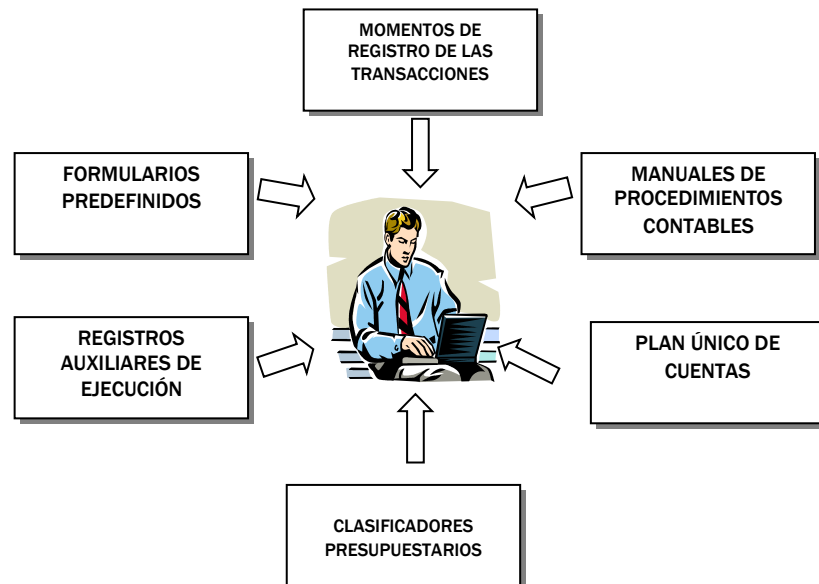 MOMENTOS DE
REGISTRO DE LAS
TRANSACCIONES
FORMULARIOS
PREDEFINIDOS
MANUALES DE
PROCEDIMIENTOS
CONTABLES
REGISTROS
AUXILIARES DE
EJECUCIÓN
PLAN ÚNICO DE
CUENTAS
CLASIFICADORES
PRESUPUESTARIOS